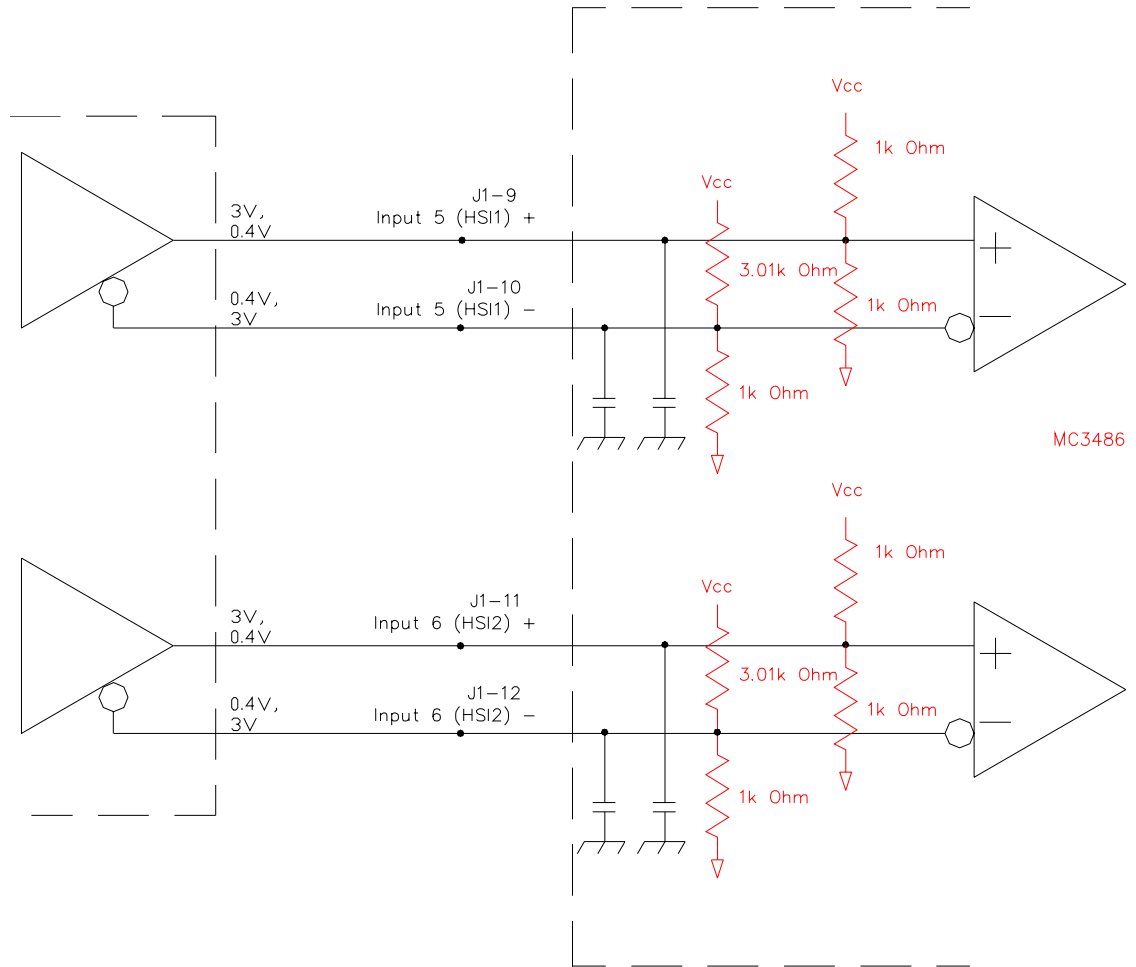 Vcc
1k Ohm
Vcc
J1-9
3V,
Input 5 (HSI1) +
0.4V
3.01k Ohm
J1-10
0.4V,
Input 5 (HSI1) -
1k Ohm
3V
1k Ohm
MC3486
Vcc
1k Ohm
Vcc
J1-11
3V,
Input 6 (HSI2) +
0.4V
3.01k Ohm
J1-12
0.4V,
Input 6 (HSI2) -
1k Ohm
3V
1k Ohm